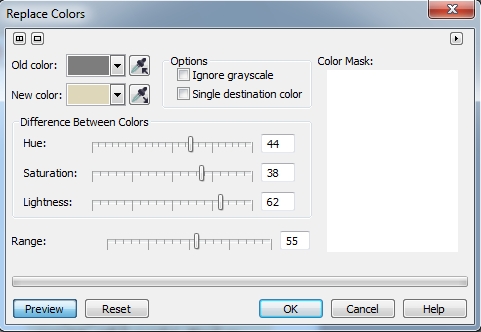 Replace Colors
Old color:
New color:
Options
Ignore grayscale
Single destination color
Color Mask:
Difference Between Colors
Hue: 44
Saturation: 38
Lightness: 62
Range: 55
Preview Reset OK Cancel Help